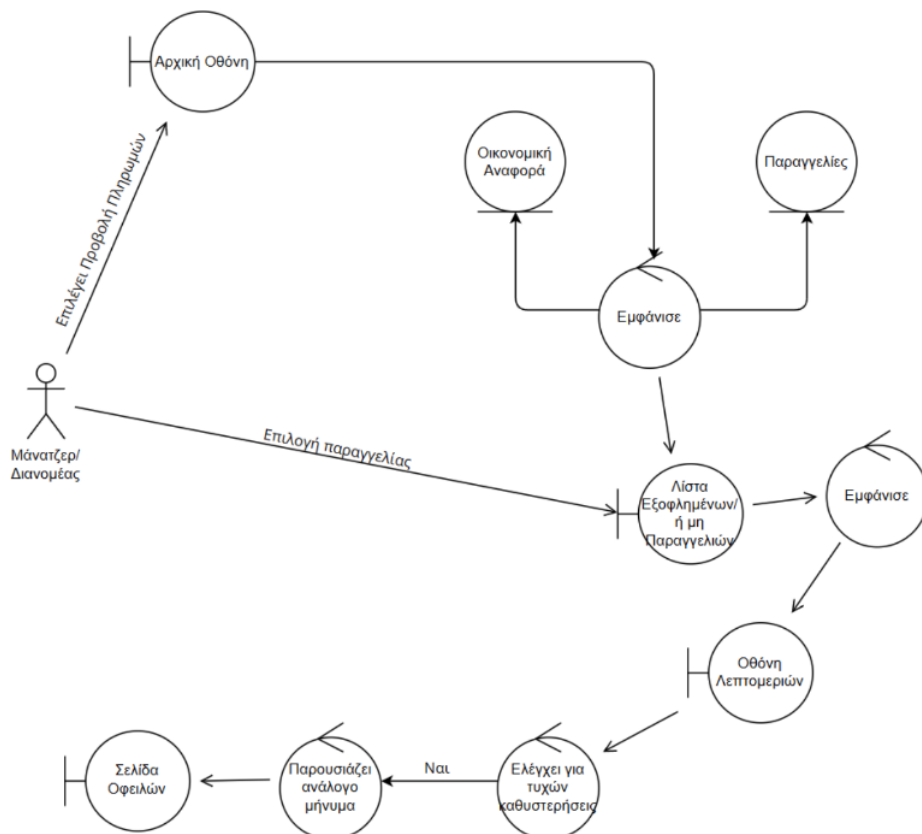 Αρχική Οθόνη
Επιλέγει Προβολή Πληρωμών
Οικονομική
Αναφορά
Παραγγελίες
Εμφάνισε
Μάνατζερ/
Διανομέας
Επιλογή παραγγελίας
Λίστα
Εξοφλημένων/
ή μη
Παραγγελιών
Εμφάνισε
Οθόνη
Λεπτομεριών
Ελέγχει για
τυχών
καθυστερήσεις
Ναι
Παρουσιάζει
ανάλογο
μήνυμα
Σελίδα
Οφειλών